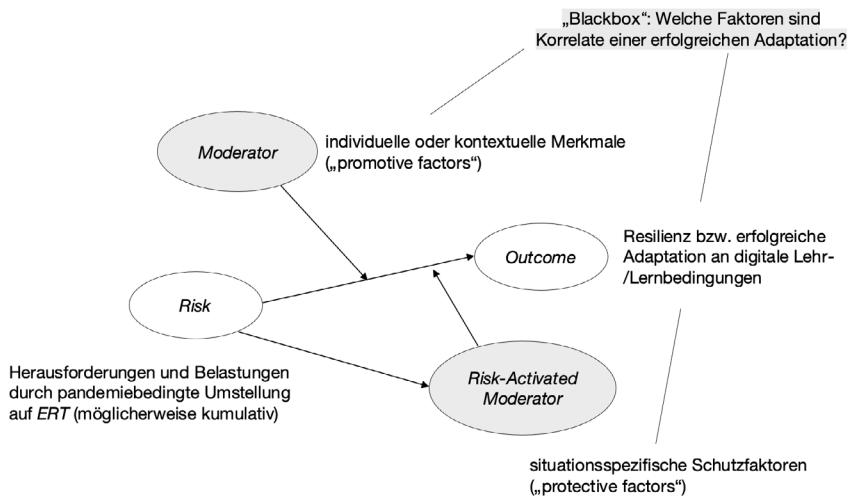 „Blackbox“: Welche Faktoren sind
Korrelate einer erfolgreichen Adaptation?
Moderator
individuelle oder kontextuelle Merkmale
(„promotive factors“)
Outcome
Resilienz bzw. erfolgreiche
Adaptation an digitale Lehr-
/Lernbedingungen
Risk
Herausforderungen und Belastungen
durch pandemiebedingte Umstellung
auf ERT (möglicherweise kumulativ)
Risk-Activated
Moderator
situationsspezifische Schutzfaktoren
(„protective factors“)